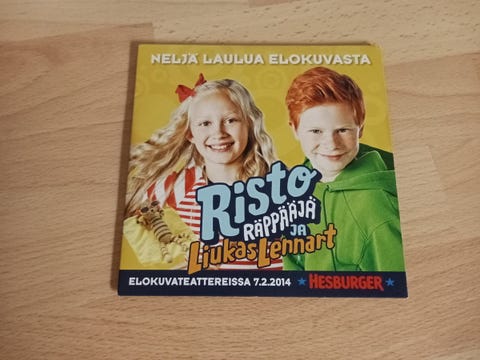 NELJÄ LAULUA ELOKUVASTA
Risto
RÄPPÄÄJÄ
JA
Liukas Lennart
ELOKUVATEATTEREISSA 7.2.2014 ★ HESBURGER ★